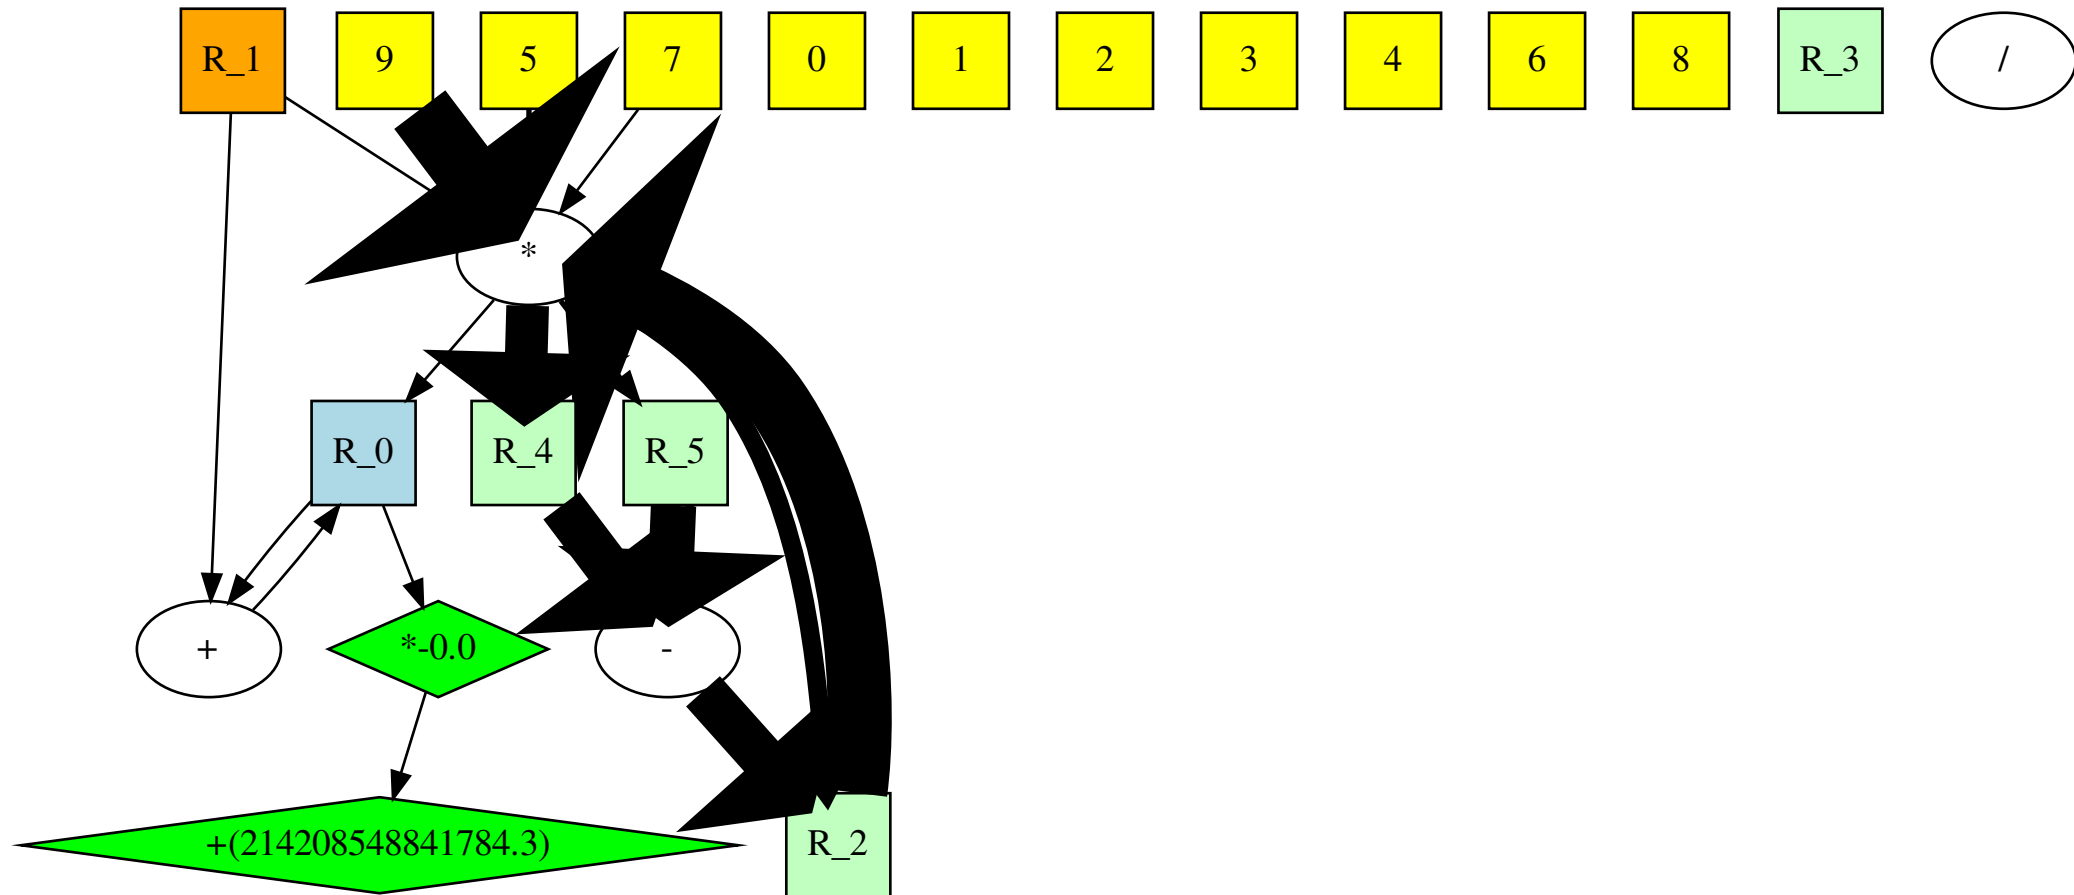 R_1 9 5 7 0 1 2 3 4 6 8 R_3 /
*
R_0 R_4 R_5
+ *-0.0 -
+(214208548841784.3) R_2